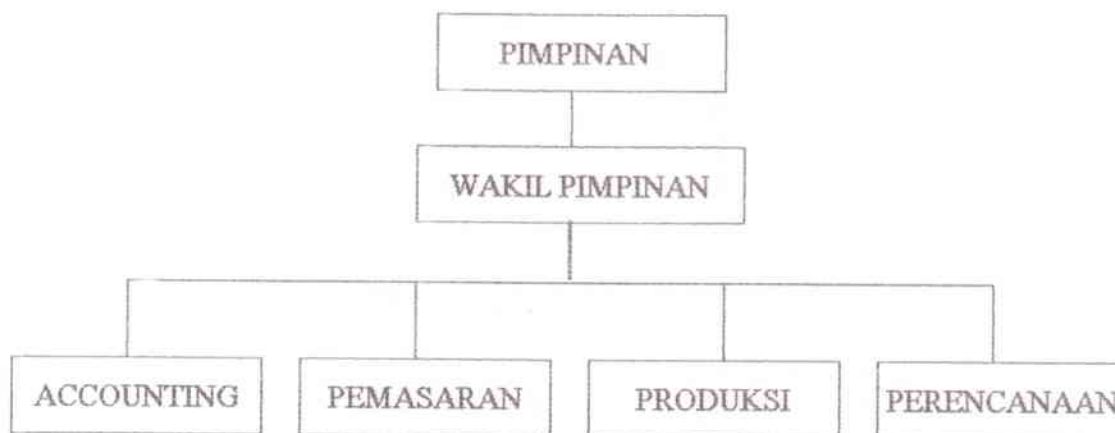 PIMPINAN
WAKIL PIMPINAN
ACCOUNTING
PEMASARAN
PRODUKSI
PERENCANAAN